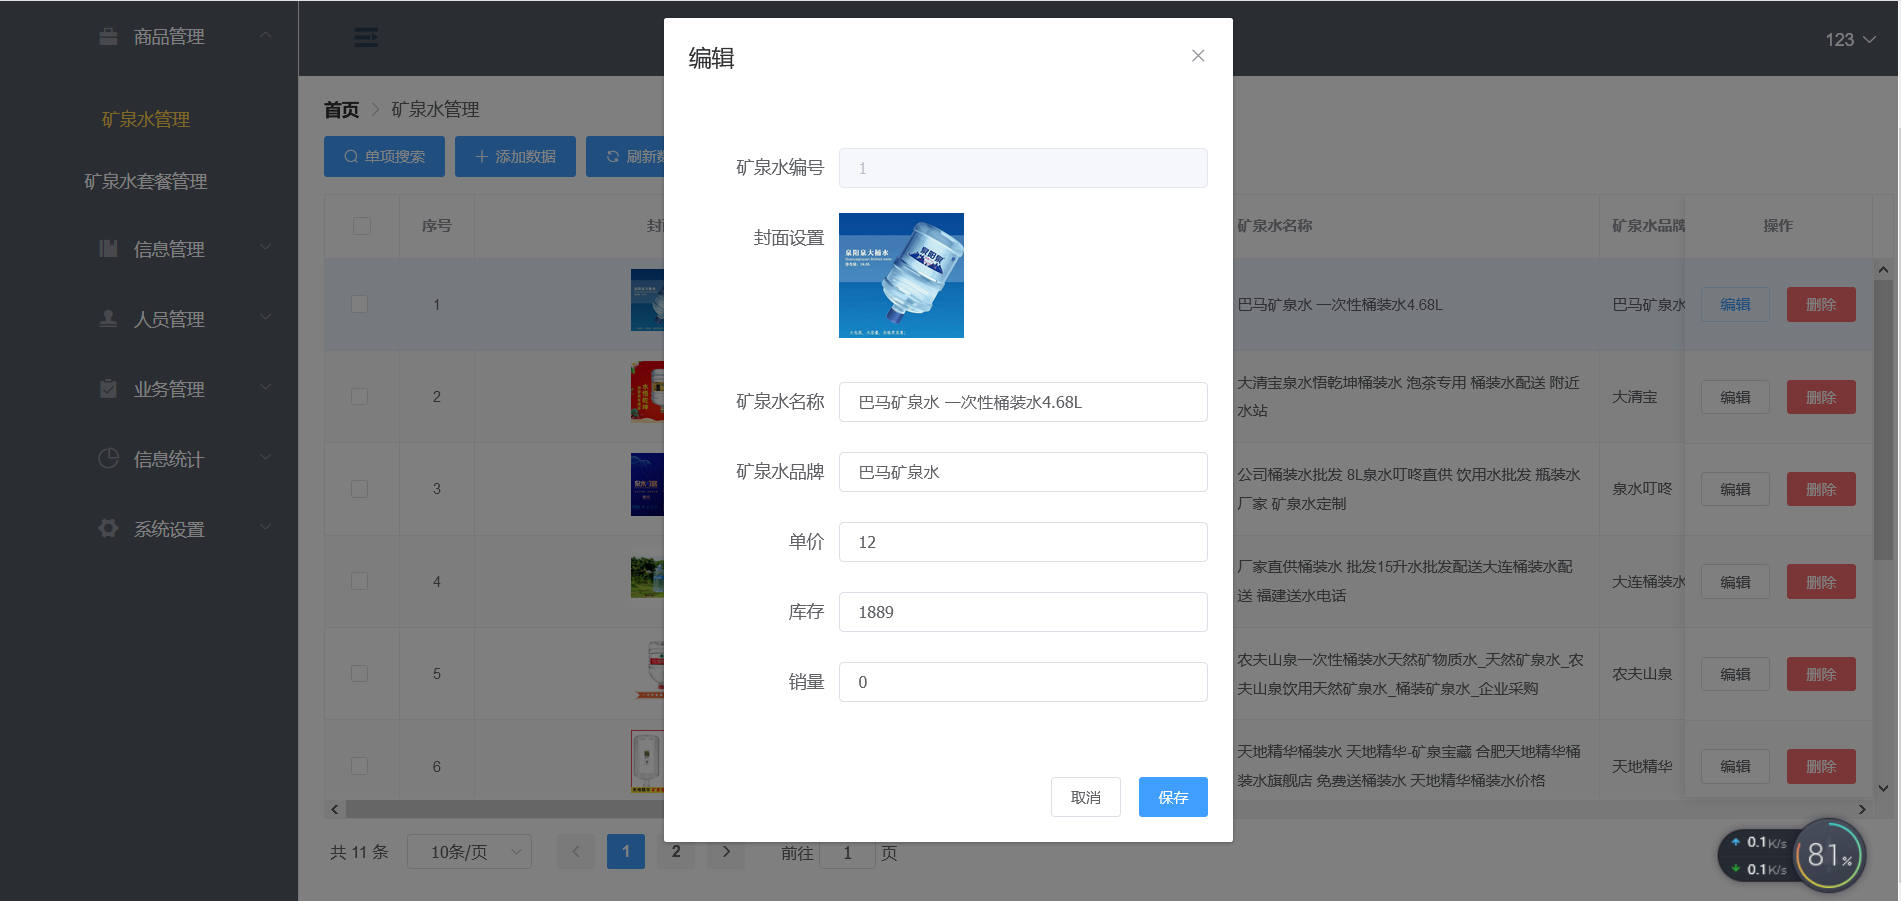 商品管理
矿泉水管理
矿泉水套餐管理
信息管理
人员管理
业务管理
信息统计
系统设置
123
首页
矿泉水管理
单项搜索
添加数据
刷新
序号
矿泉水名称
矿泉水品牌
操作
1
巴马矿泉水 一次性桶装水4.68L
巴马矿泉水
编辑
删除
2
大清宝泉水悟乾坤桶装水 泡茶专用 桶装水配送 附近
水站
大清宝
编辑
删除
3
公司桶装水批发 8L泉水叮咚直供 饮用水批发 瓶装水
厂家 矿泉水定制
泉水叮咚
编辑
删除
4
厂家直供桶装水 批发15升水批发配送大连桶装水配
送 福建送水电话
大连桶装水
编辑
删除
5
农夫山泉一次性桶装水天然矿物质水_天然矿泉水_农
夫山泉饮用天然矿泉水_桶装矿泉水_企业采购
农夫山泉
编辑
删除
6
天地精华桶装水 天地精华-矿泉宝藏 合肥天地精华桶
装水旗舰店 免费送桶装水 天地精华桶装水价格
天地精华
编辑
删除
共 11 条
10条/页
1
2
前往
1
页
编辑
矿泉水编号
1
封面设置
泉阳泉大桶水
泉阳泉
矿泉水名称
巴马矿泉水 一次性桶装水4.68L
矿泉水品牌
巴马矿泉水
单价
12
库存
1889
销量
0
取消
保存
0.1K/s
0.1K/s
81%